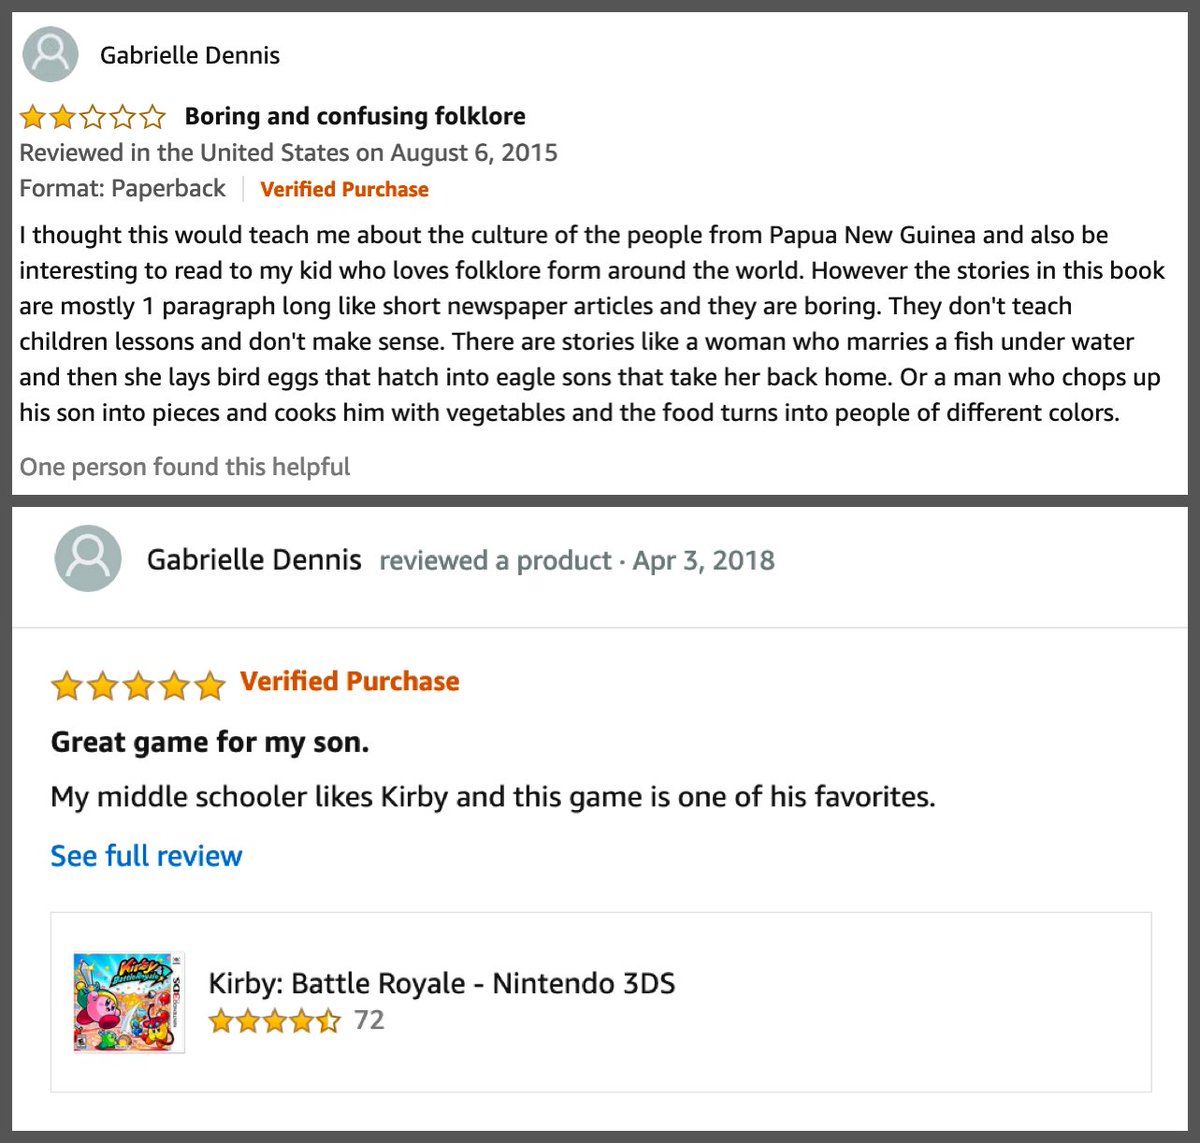 Gabrielle Dennis
Boring and confusing folklore
Reviewed in the United States on August 6, 2015
Format: Paperback Verified Purchase
I thought this would teach me about the culture of the people from Papua New Guinea and also be
interesting to read to my kid who loves folklore form around the world. However the stories in this book
are mostly 1 paragraph long like short newspaper articles and they are boring. They don't teach
children lessons and don't make sense. There are stories like a woman who marries a fish under water
and then she lays bird eggs that hatch into eagle sons that take her back home. Or a man who chops up
his son into pieces and cooks him with vegetables and the food turns into people of different colors.
One person found this helpful
Gabrielle Dennis reviewed a product · Apr 3, 2018
Verified Purchase
Great game for my son.
My middle schooler likes Kirby and this game is one of his favorites.
See full review
Kirby
Battle Royale
Kirby: Battle Royale - Nintendo 3DS
72